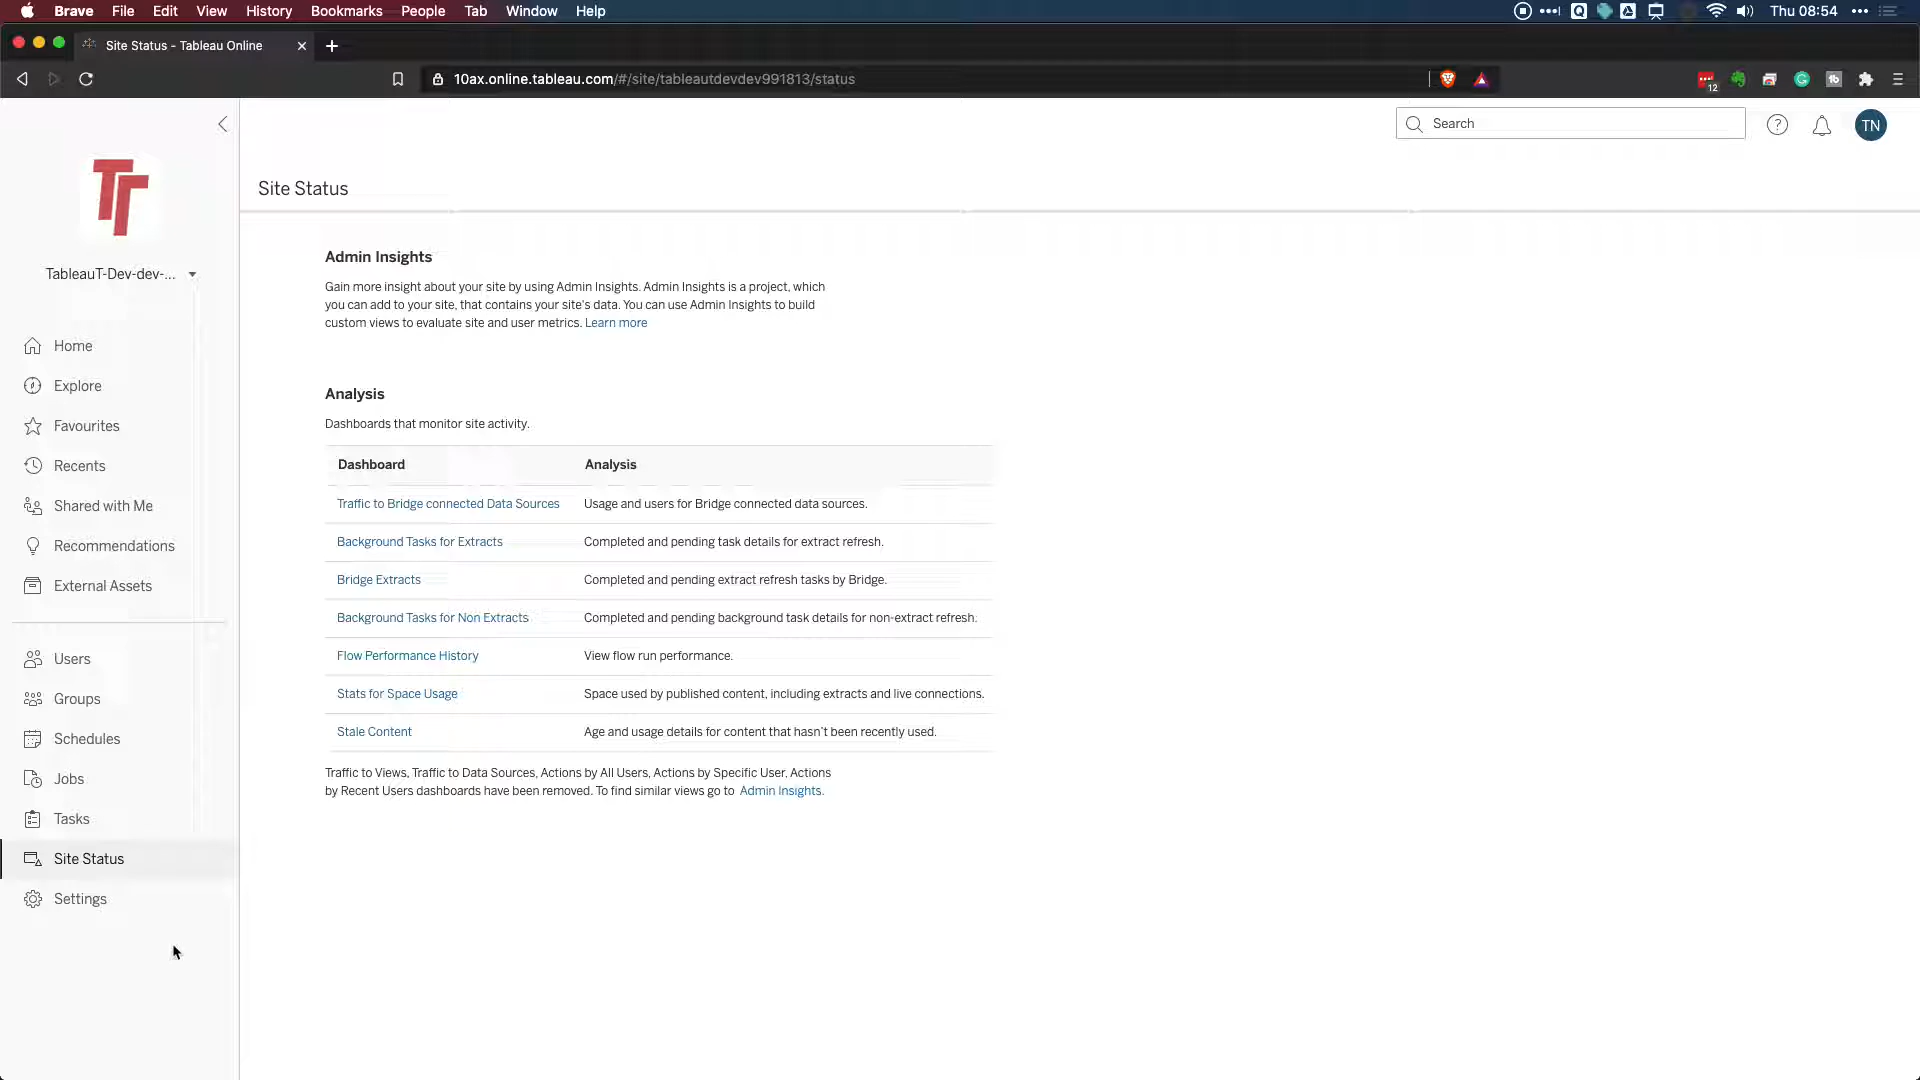 Brave File Edit View History Bookmarks People Tab Window Help Thu 08:54
Site Status - Tableau Online
10ax.online.tableau.com/#/site/tableautdevdev991813/status
12
Search
TN
TableauT-Dev-dev-...
Home
Explore
Favourites
Recents
Shared with Me
Recommendations
External Assets
Users
Groups
Schedules
Jobs
Tasks
Site Status
Settings
Site Status
Admin Insights
Gain more insight about your site by using Admin Insights. Admin Insights is a project, which
you can add to your site, that contains your site's data. You can use Admin Insights to build
custom views to evaluate site and user metrics. Learn more
Analysis
Dashboards that monitor site activity.
Dashboard Analysis
Traffic to Bridge connected Data Sources Usage and users for Bridge connected data sources.
Background Tasks for Extracts Completed and pending task details for extract refresh.
Bridge Extracts Completed and pending extract refresh tasks by Bridge.
Background Tasks for Non Extracts Completed and pending background task details for non-extract refresh.
Flow Performance History View flow run performance.
Stats for Space Usage Space used by published content, including extracts and live connections.
Stale Content Age and usage details for content that hasn't been recently used.
Traffic to Views, Traffic to Data Sources, Actions by All Users, Actions by Specific User, Actions
by Recent Users dashboards have been removed. To find similar views go to Admin Insights.